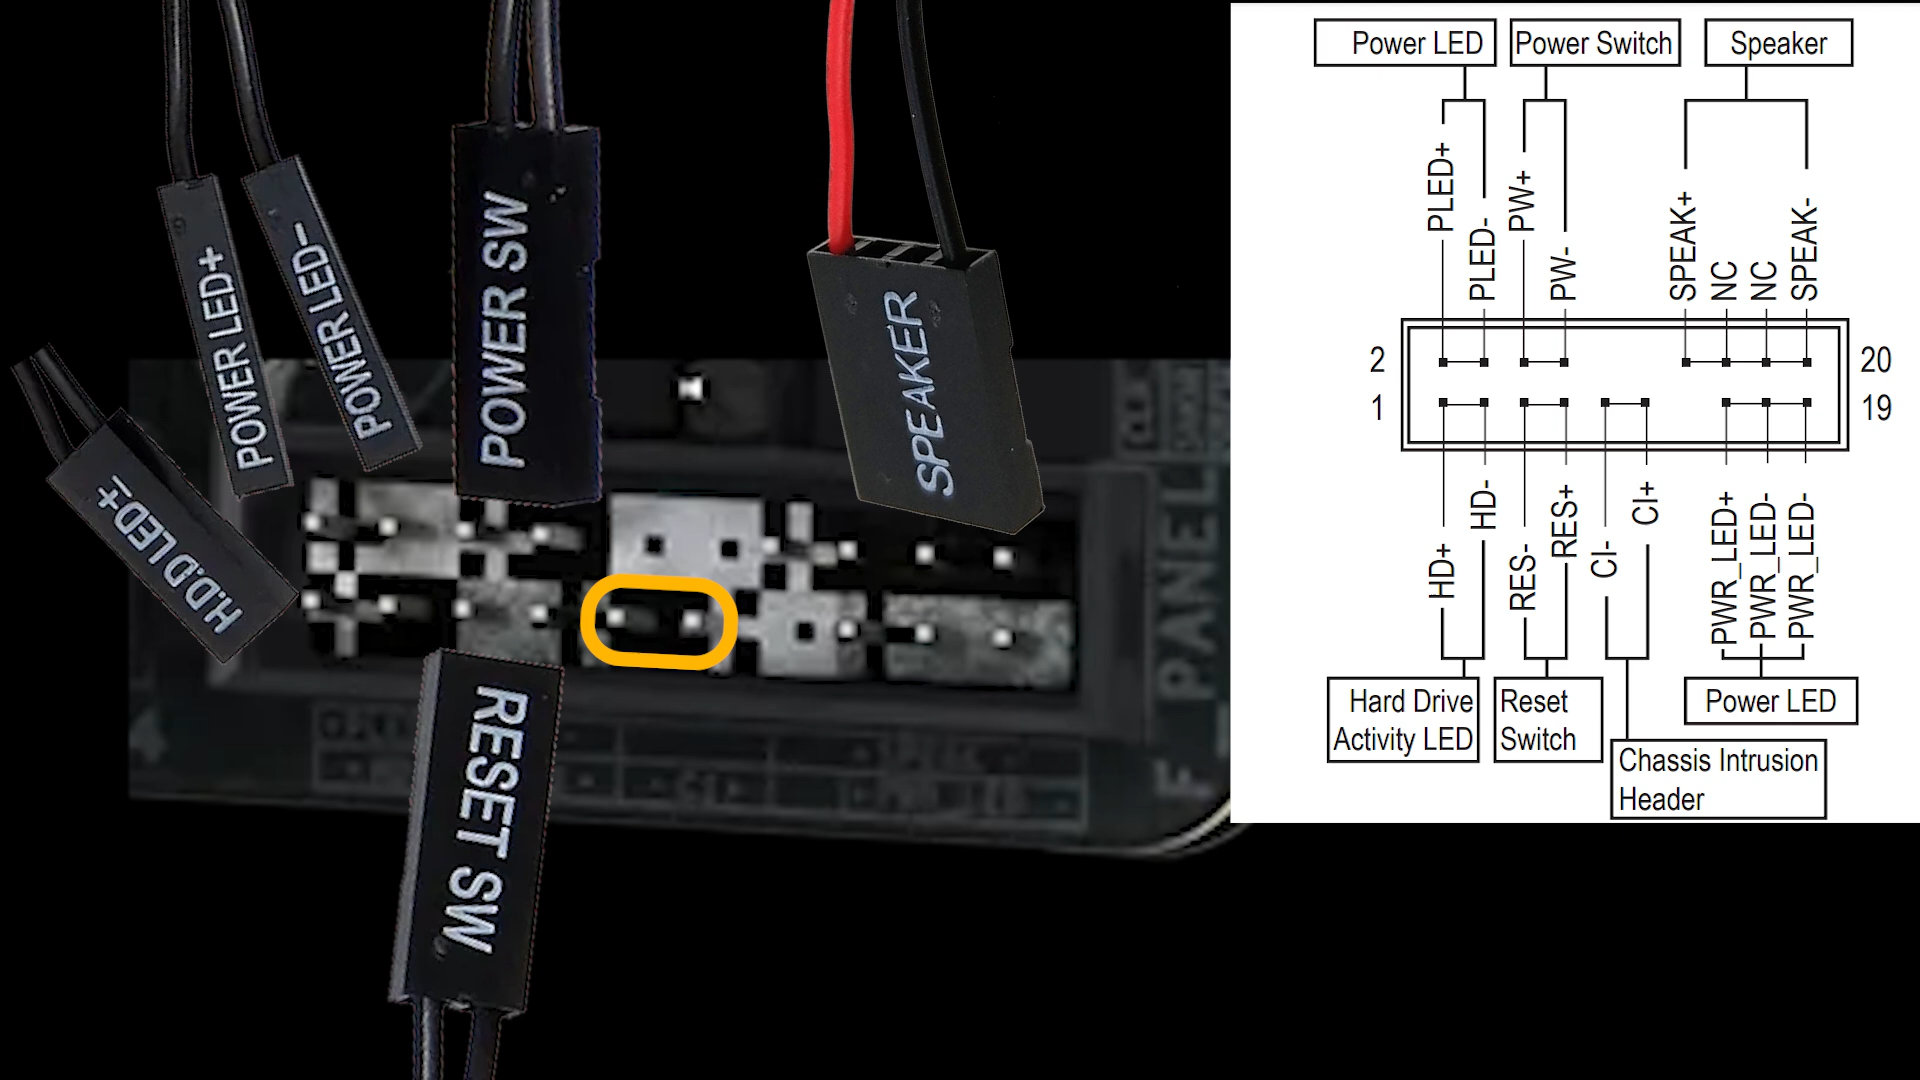 Power LED
Power Switch
Speaker
PLED+
PLED-
PW+
PW-
SPEAK+
NC
NC
SPEAK-
2
20
1
19
HD+
HD-
RES-
RES+
CI-
CI+
PWR_LED+
PWR_LED-
PWR_LED-
Hard Drive
Activity LED
Reset
Switch
Power LED
Chassis Intrusion
Header
POWER LED+
POWER LED-
POWER SW
SPEAKER
H.D.D LED+
RESET SW
F_PANEL